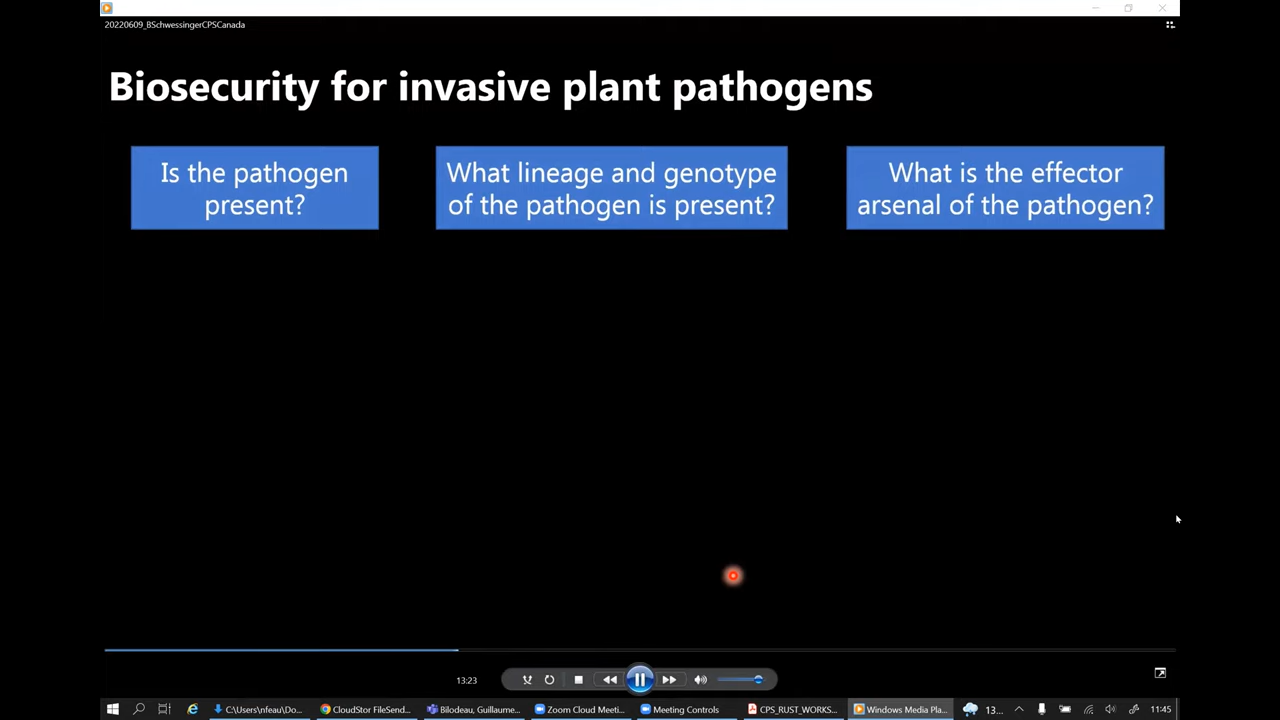 20220609_BSchwessingerCPSCanada
Biosecurity for invasive plant pathogens
Is the pathogen
present?
What lineage and genotype
of the pathogen is present?
What is the effector
arsenal of the pathogen?
13:23
C:\Users\nfeau\Do...
CloudStor FileSend...
Bilodeau, Guillaume...
Zoom Cloud Meeti...
Meeting Controls
CPS_RUST_WORKS...
Windows Media Pla...
13...
11:45